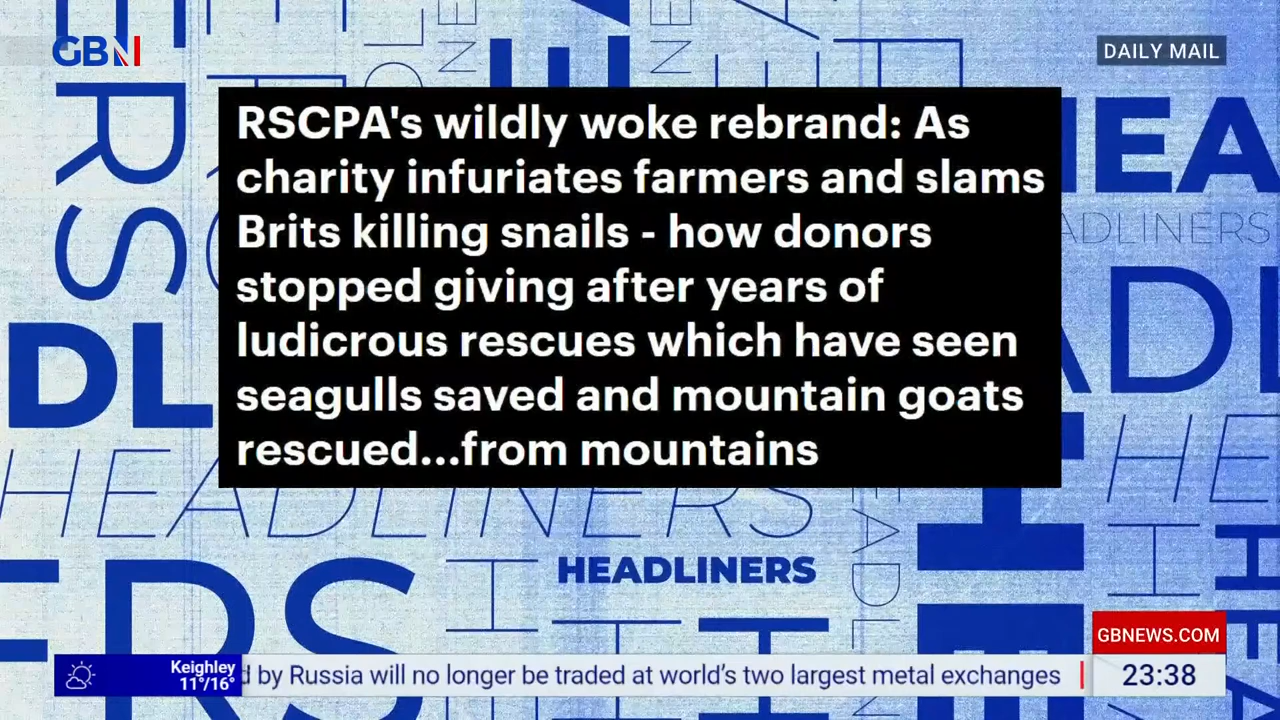 GBN
DAILY MAIL
RSCPA's wildly woke rebrand: As
charity infuriates farmers and slams
Brits killing snails - how donors
stopped giving after years of
ludicrous rescues which have seen
seagulls saved and mountain goats
rescued...from mountains
HEA
ADLINERS
HEADLINERS
HEADLINERS
GBNEWS.COM
Keighley
11°/16°
by Russia will no longer be traded at world's two largest metal exchanges
23:38